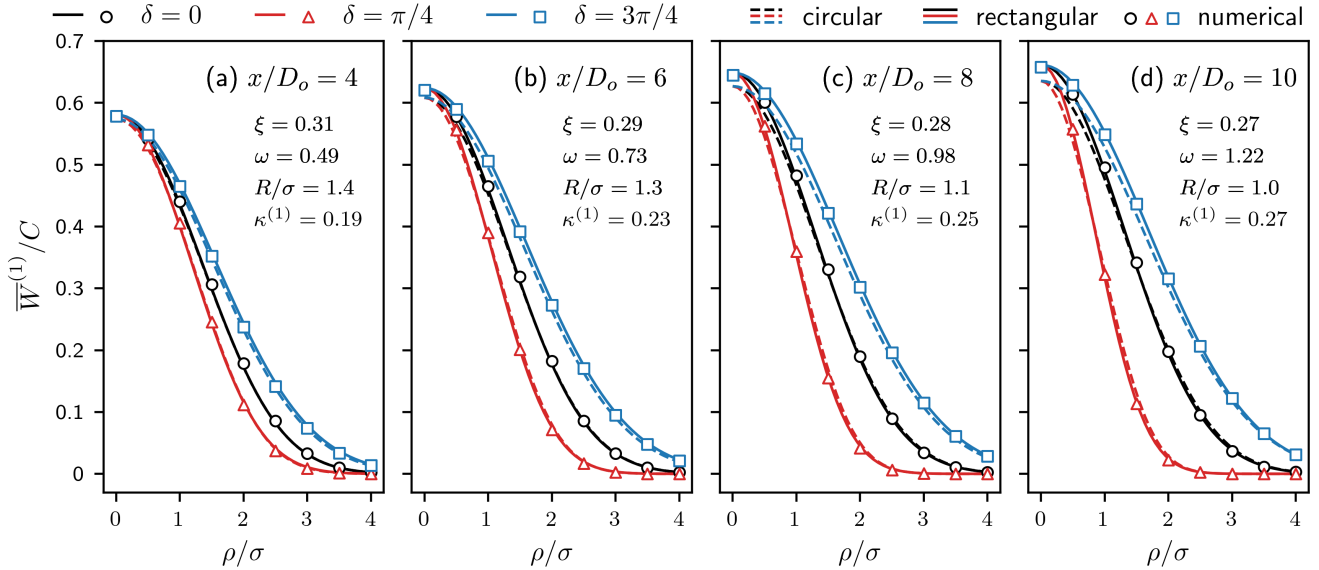 δ = 0 δ = π/4 δ = 3π/4 circular rectangular numerical
0.7
0.6
0.5
0.4
0.3
0.2
0.1
0
W̿⁽¹⁾/C
(a) x/Dₒ = 4
ξ = 0.31
ω = 0.49
R/σ = 1.4
κ⁽¹⁾ = 0.19
0 1 2 3 4
ρ/σ
(b) x/Dₒ = 6
ξ = 0.29
ω = 0.73
R/σ = 1.3
κ⁽¹⁾ = 0.23
0 1 2 3 4
ρ/σ
(c) x/Dₒ = 8
ξ = 0.28
ω = 0.98
R/σ = 1.1
κ⁽¹⁾ = 0.25
0 1 2 3 4
ρ/σ
(d) x/Dₒ = 10
ξ = 0.27
ω = 1.22
R/σ = 1.0
κ⁽¹⁾ = 0.27
0 1 2 3 4
ρ/σ